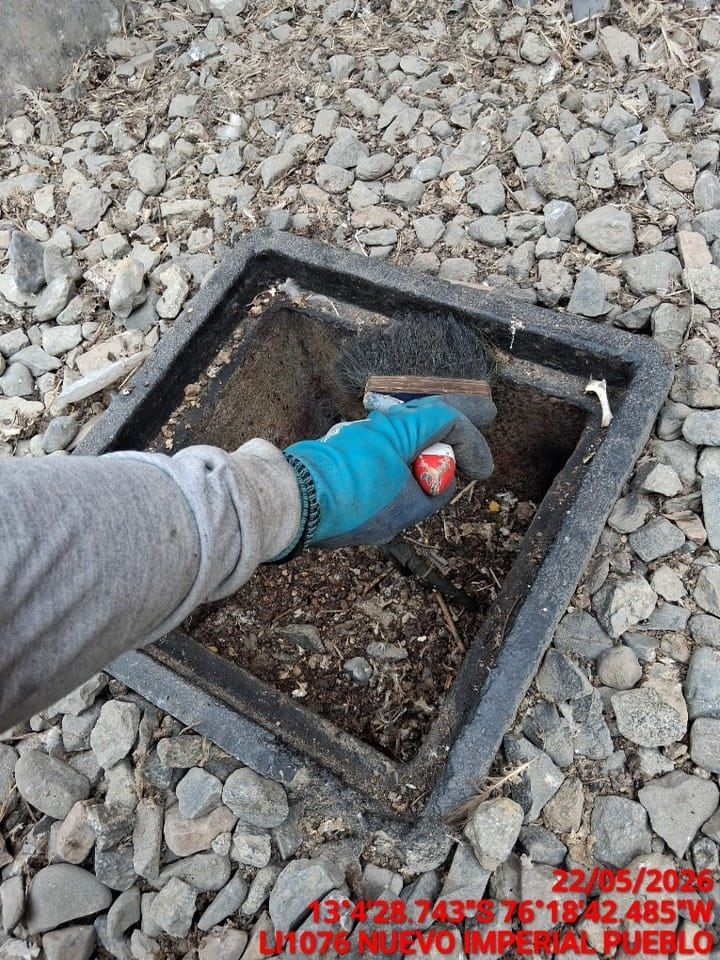 22/05/2026
13°4'28.743"S 76°18'42.485"W
LI1076 NUEVO IMPERIAL PUEBLO